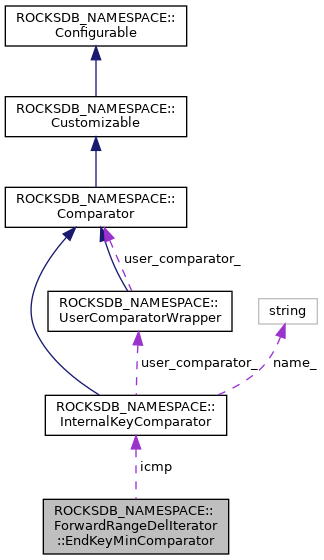 ROCKSDB_NAMESPACE::
Configurable
ROCKSDB_NAMESPACE::
Customizable
ROCKSDB_NAMESPACE::
Comparator
user_comparator_
ROCKSDB_NAMESPACE::
UserComparatorWrapper
string
user_comparator_
name_
ROCKSDB_NAMESPACE::
InternalKeyComparator
icmp
ROCKSDB_NAMESPACE::
ForwardRangeDelIterator
::EndKeyMinComparator